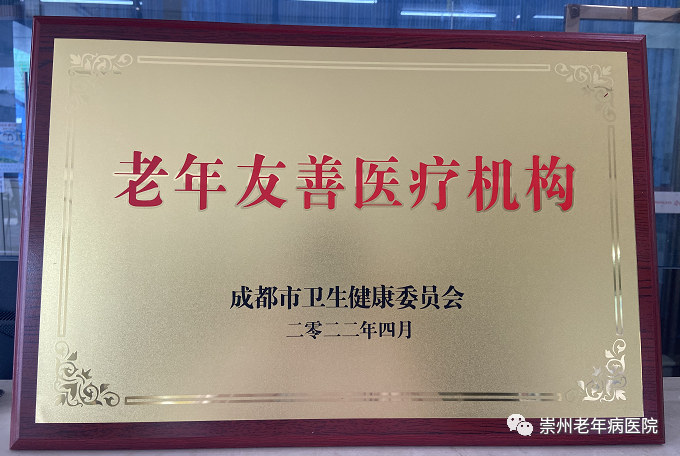 老年友善医疗机构
成都市卫生健康委员会
二零二二年四月
崇州老年病医院